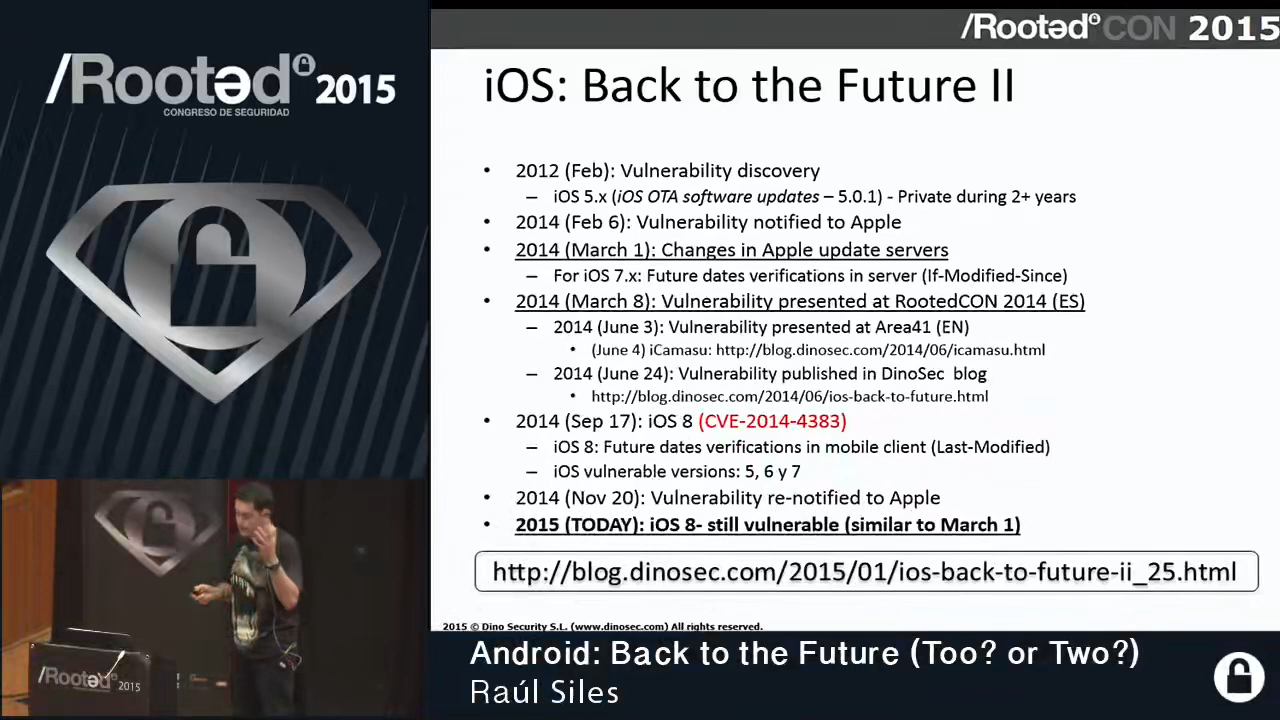 /Rootəd 2015
CONGRESO DE SEGURIDAD
/Rootəd CON 2015
iOS: Back to the Future II
• 2012 (Feb): Vulnerability discovery
– iOS 5.x (iOS OTA software updates – 5.0.1) - Private during 2+ years
• 2014 (Feb 6): Vulnerability notified to Apple
• 2014 (March 1): Changes in Apple update servers
– For iOS 7.x: Future dates verifications in server (If-Modified-Since)
• 2014 (March 8): Vulnerability presented at RootedCON 2014 (ES)
– 2014 (June 3): Vulnerability presented at Area41 (EN)
• (June 4) iCamasu: http://blog.dinosec.com/2014/06/icamasu.html
– 2014 (June 24): Vulnerability published in DinoSec blog
• http://blog.dinosec.com/2014/06/ios-back-to-future.html
• 2014 (Sep 17): iOS 8 (CVE-2014-4383)
– iOS 8: Future dates verifications in mobile client (Last-Modified)
– iOS vulnerable versions: 5, 6 y 7
• 2014 (Nov 20): Vulnerability re-notified to Apple
• 2015 (TODAY): iOS 8- still vulnerable (similar to March 1)
http://blog.dinosec.com/2015/01/ios-back-to-future-ii_25.html
2015 © Dino Security S.L. (www.dinosec.com) All rights reserved.
/Rootəd 2015
Android: Back to the Future (Too? or Two?)
Raúl Siles